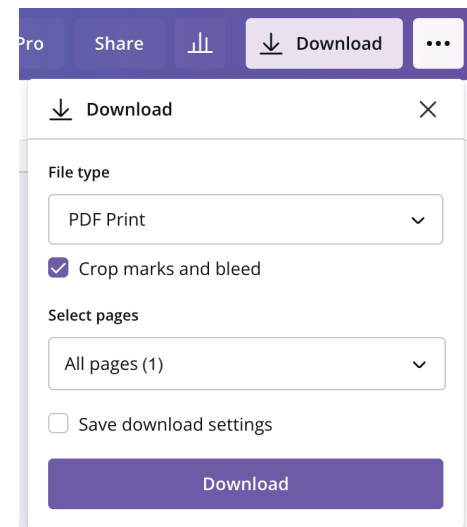 Pro Share Download
Download
File type
PDF Print
Crop marks and bleed
Select pages
All pages (1)
Save download settings
Download